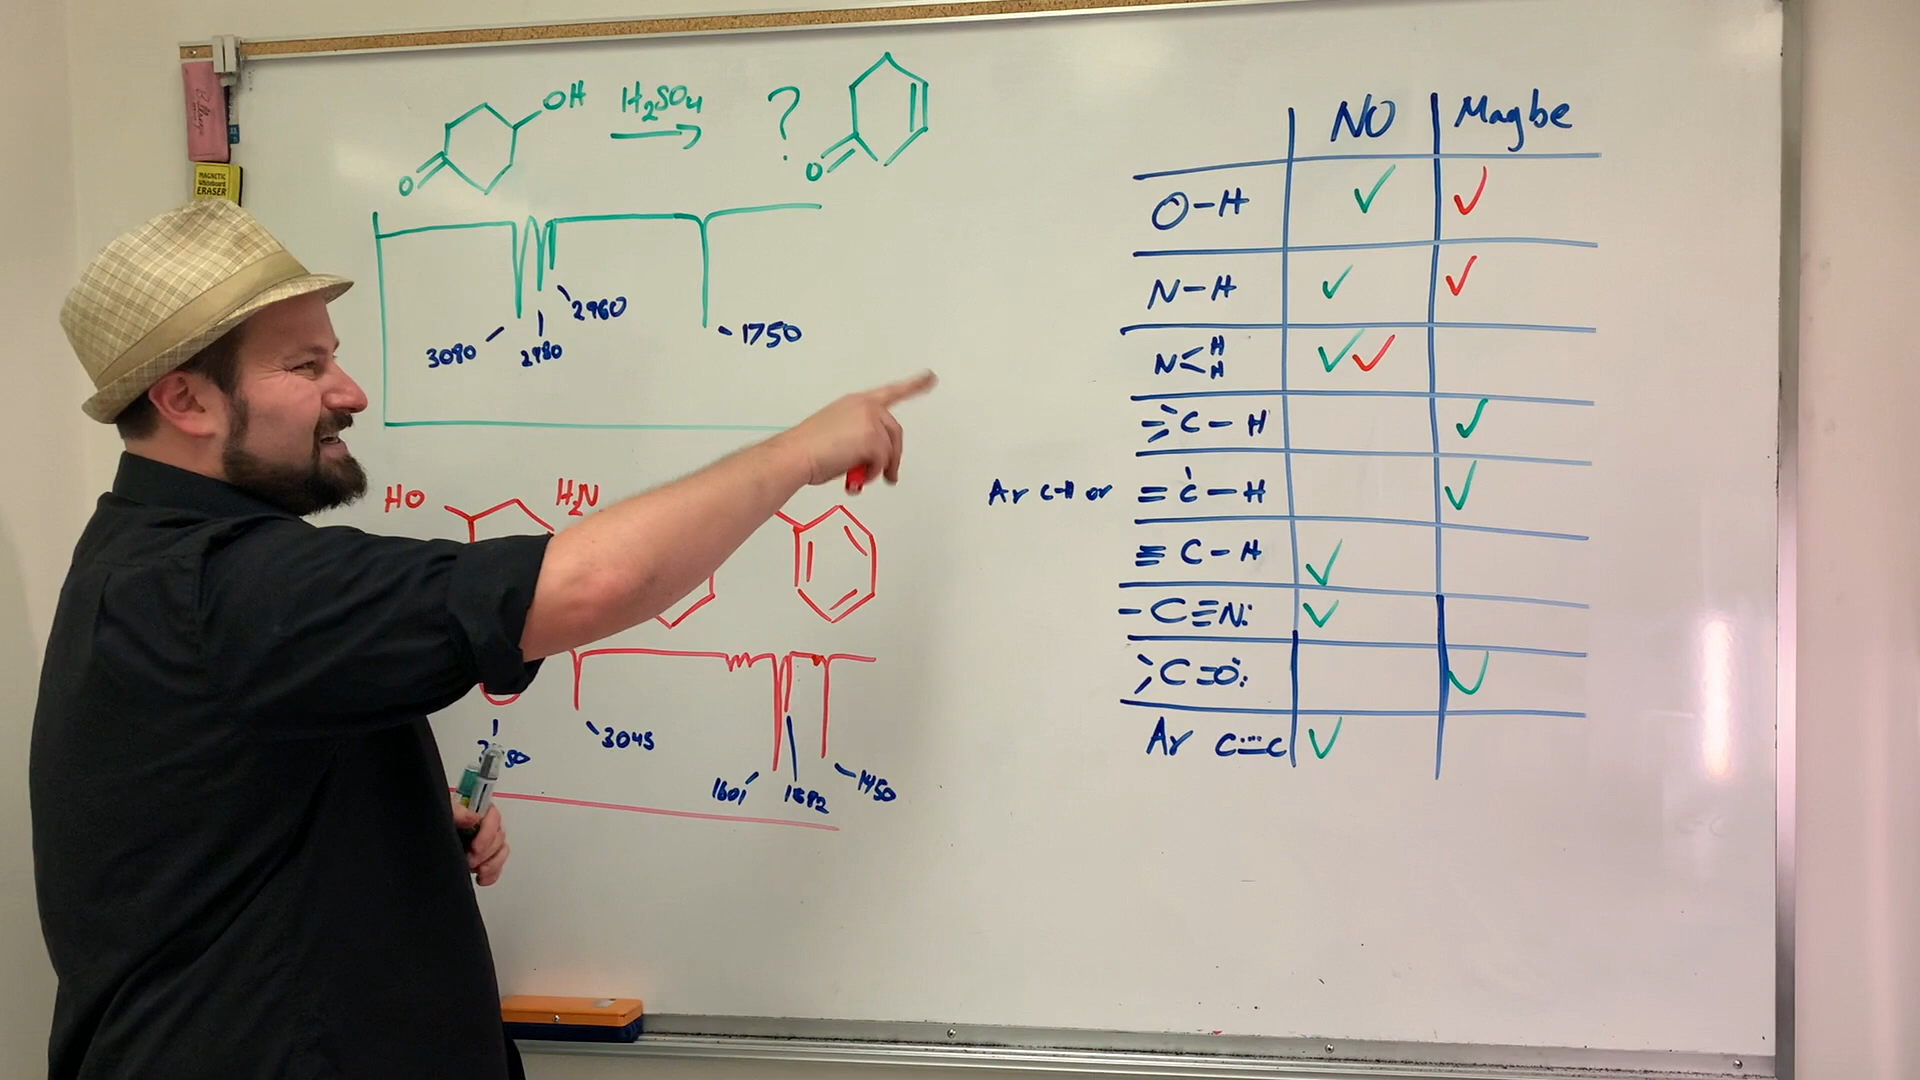 OH
H₂SO₄
?
O
O
3090
2980
2960
1750
HO
H₂N
3045
1601
1582
1450
MAGNETIC
Whiteboard
ERASER
NO Maybe
O-H ✓ ✓
N-H ✓ ✓
N<H H ✓✓
C-H ✓
Ar C-H or =C-H ✓
≡C-H ✓
-C≡N: ✓
C=O: ✓
Ar C=C ✓